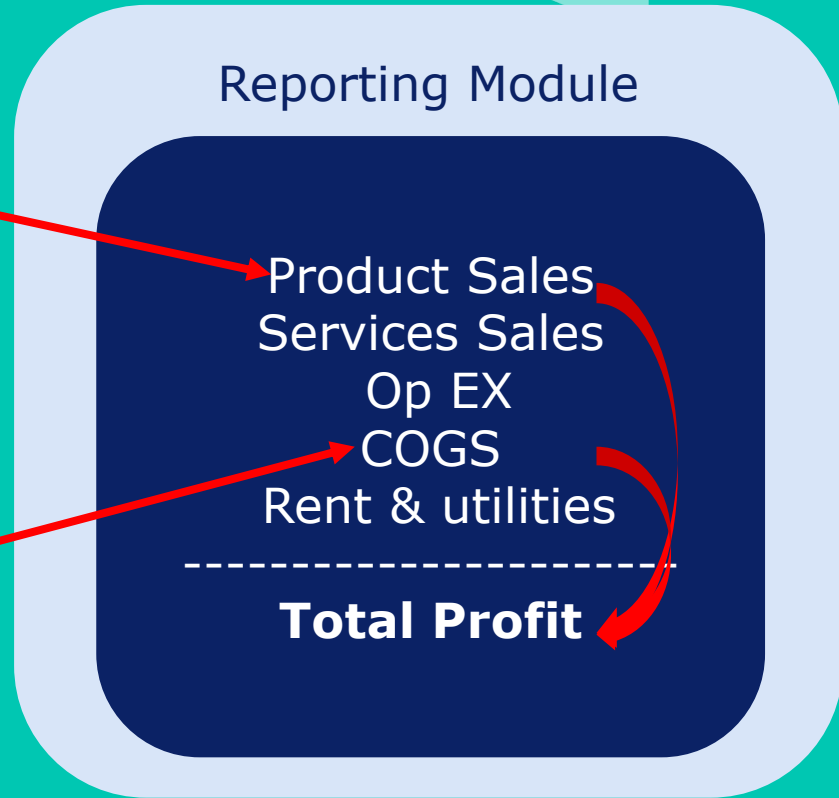 Reporting Module
Product Sales
Services Sales
Op EX
COGS
Rent & utilities
Total Profit